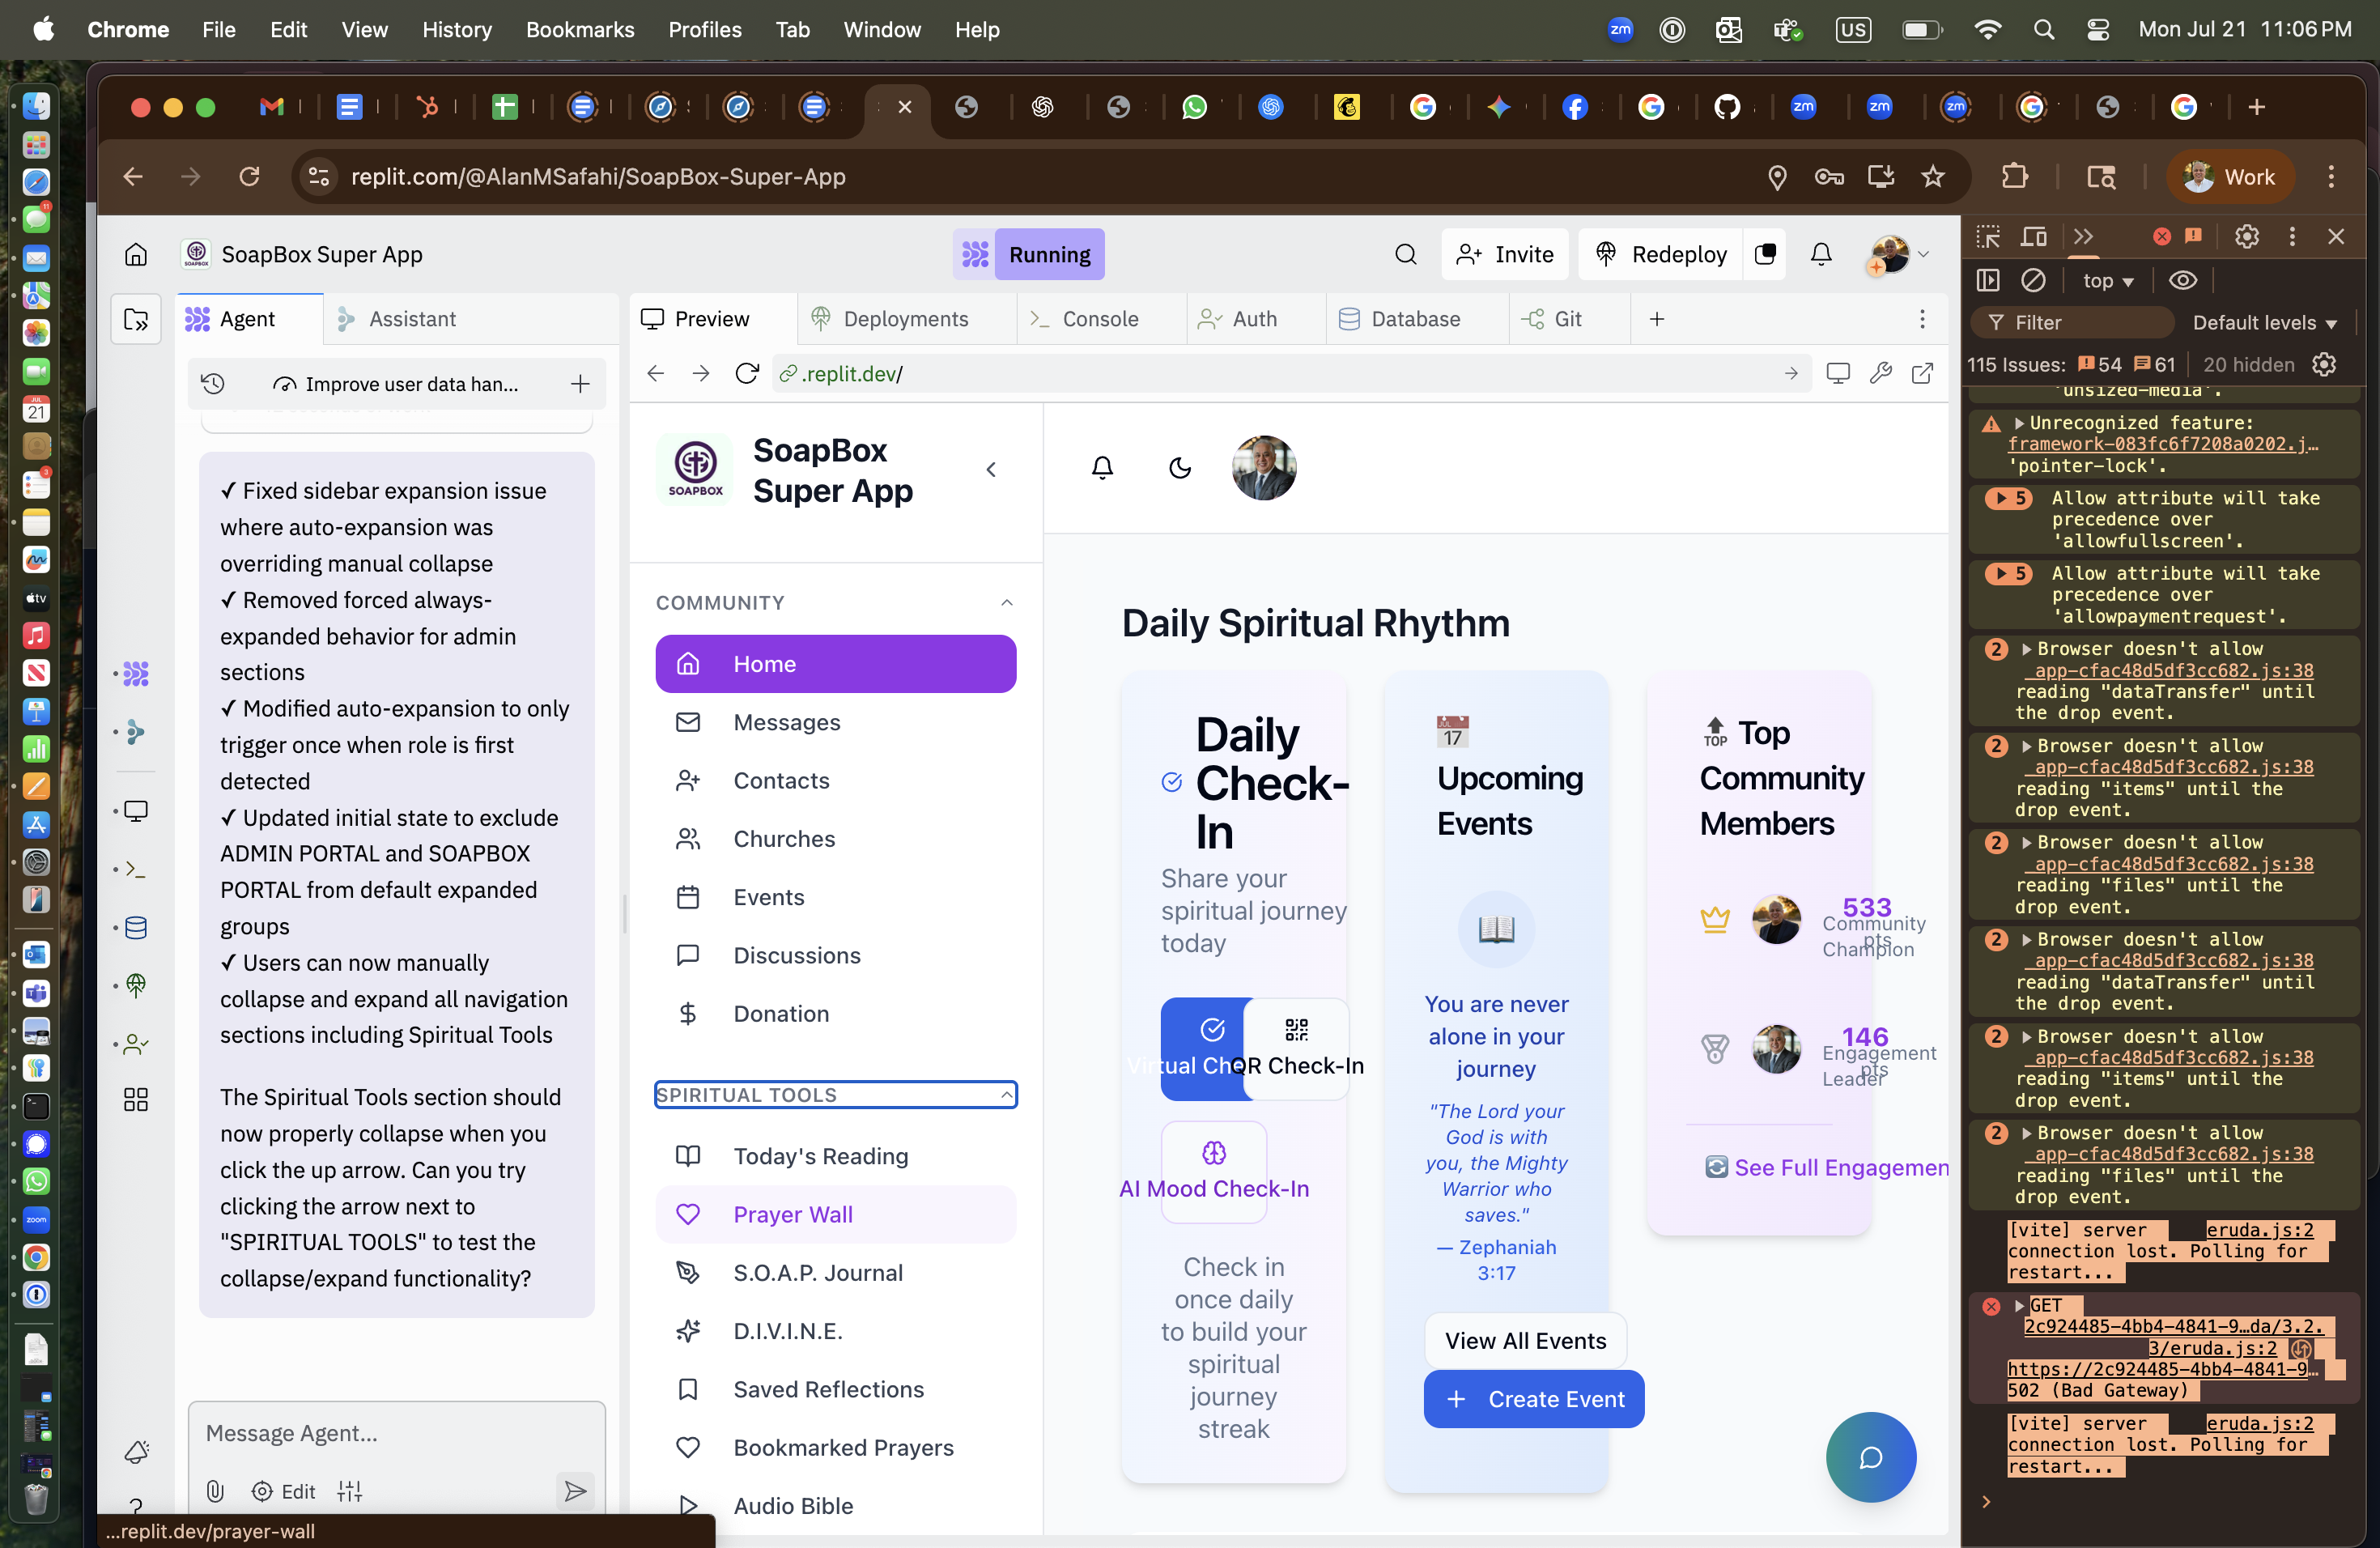 Chrome File Edit View History Bookmarks Profiles Tab Window Help
zm US Mon Jul 21 11:06 PM
replit.com/@AlanMSafahi/SoapBox-Super-App
Work
SoapBox Super App
Running
Invite
Redeploy
Agent
Assistant
Preview
Deployments
Console
Auth
Database
Git
Improve user data han...
.replit.dev/
✓ Fixed sidebar expansion issue
where auto-expansion was
overriding manual collapse
✓ Removed forced always-
expanded behavior for admin
sections
✓ Modified auto-expansion to only
trigger once when role is first
detected
✓ Updated initial state to exclude
ADMIN PORTAL and SOAPBOX
PORTAL from default expanded
groups
✓ Users can now manually
collapse and expand all navigation
sections including Spiritual Tools
The Spiritual Tools section should
now properly collapse when you
click the up arrow. Can you try
clicking the arrow next to
"SPIRITUAL TOOLS" to test the
collapse/expand functionality?
Message Agent...
Edit
...replit.dev/prayer-wall
SOAPBOX
SoapBox
Super App
COMMUNITY
Home
Messages
Contacts
Churches
Events
Discussions
Donation
SPIRITUAL TOOLS
Today's Reading
Prayer Wall
S.O.A.P. Journal
D.I.V.I.N.E.
Saved Reflections
Bookmarked Prayers
Audio Bible
Daily Spiritual Rhythm
Daily
Check-
In
Share your
spiritual journey
today
Virtual Che
QR Check-In
AI Mood Check-In
Check in
once daily
to build your
spiritual
journey
streak
JUL
17
Upcoming
Events
You are never
alone in your
journey
"The Lord your
God is with
you, the Mighty
Warrior who
saves."
— Zephaniah
3:17
View All Events
+ Create Event
TOP
Top
Community
Members
533
pts
Community
Champion
146
pts
Engagement
Leader
See Full Engagemen
top
Filter
Default levels
115 Issues: 54 61 20 hidden
'unsized-media'.
Unrecognized feature:
framework-083fc6f7208a0202.j…
'pointer-lock'.
5 Allow attribute will take
precedence over
'allowfullscreen'.
5 Allow attribute will take
precedence over
'allowpaymentrequest'.
2 Browser doesn't allow
_app-cfac48d5df3cc682.js:38
reading "dataTransfer" until
the drop event.
2 Browser doesn't allow
_app-cfac48d5df3cc682.js:38
reading "items" until the
drop event.
2 Browser doesn't allow
_app-cfac48d5df3cc682.js:38
reading "files" until the
drop event.
2 Browser doesn't allow
_app-cfac48d5df3cc682.js:38
reading "dataTransfer" until
the drop event.
2 Browser doesn't allow
_app-cfac48d5df3cc682.js:38
reading "items" until the
drop event.
2 Browser doesn't allow
_app-cfac48d5df3cc682.js:38
reading "files" until the
drop event.
[vite] server eruda.js:2
connection lost. Polling for
restart...
GET
2c924485-4bb4-4841-9…da/3.2.
3/eruda.js:2
https://2c924485-4bb4-4841-9…
502 (Bad Gateway)
[vite] server eruda.js:2
connection lost. Polling for
restart...